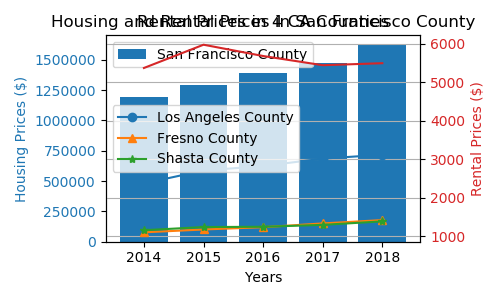 Housing and Rental Prices in 4 CA Counties
Rental Prices in San Francisco County
San Francisco County
Los Angeles County
Fresno County
Shasta County
Housing Prices ($)
1500000
1250000
1000000
750000
500000
250000
0
Rental Prices ($)
6000
5000
4000
3000
2000
1000
2014 2015 2016 2017 2018
Years